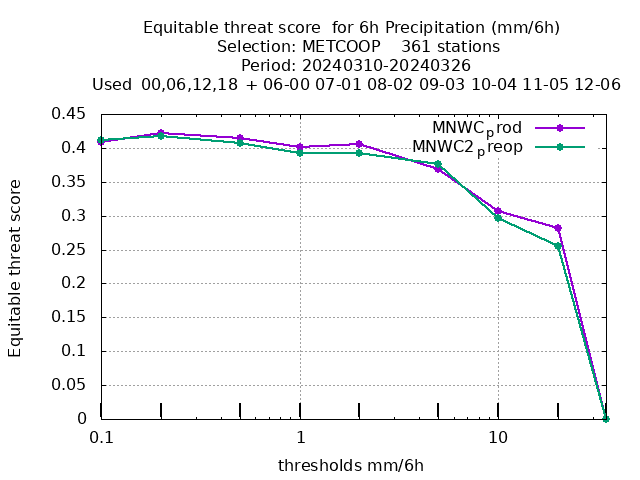 Equitable threat score  for 6h Precipitation (mm/6h)
Selection: METCOOP    361 stations
Period: 20240310-20240326
Used  00,06,12,18  + 06-00 07-01 08-02 09-03 10-04 11-05 12-06
MNWC_prod
MNWC2_preop
Equitable threat score
0.45
0.4
0.35
0.3
0.25
0.2
0.15
0.1
0.05
0
0.1 1 10
thresholds mm/6h